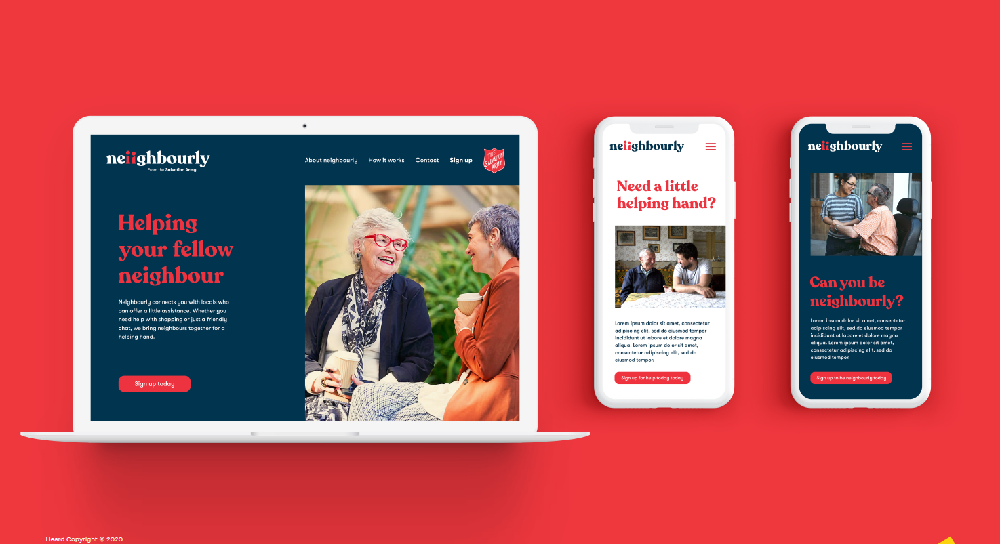 neiighbourly
From the Salvation Army
About neighbourly How it works Contact Sign up
THE
SALVATION
ARMY
Helping
your fellow
neighbour
Neighbourly connects you with locals who
can offer a little assistance. Whether you
need help with shopping or just a friendly
chat, we bring neighbours together for a
helping hand.
Sign up today
neiighbourly
Need a little
helping hand?
Lorem ipsum dolor sit amet, consectetur
adipiscing elit, sed do eiusmod tempor
incididunt ut labore et dolore magna
aliqua. Lorem ipsum dolor sit amet,
consectetur adipiscing elit, sed do
eiusmod tempor.
Sign up for help today today
neiighbourly
Can you be
neighbourly?
Lorem ipsum dolor sit amet, consectetur
adipiscing elit, sed do eiusmod tempor
incididunt ut labore et dolore magna
aliqua. Lorem ipsum dolor sit amet,
consectetur adipiscing elit, sed do
eiusmod tempor.
Sign up to be neighbourly today
Heard Copyright © 2020